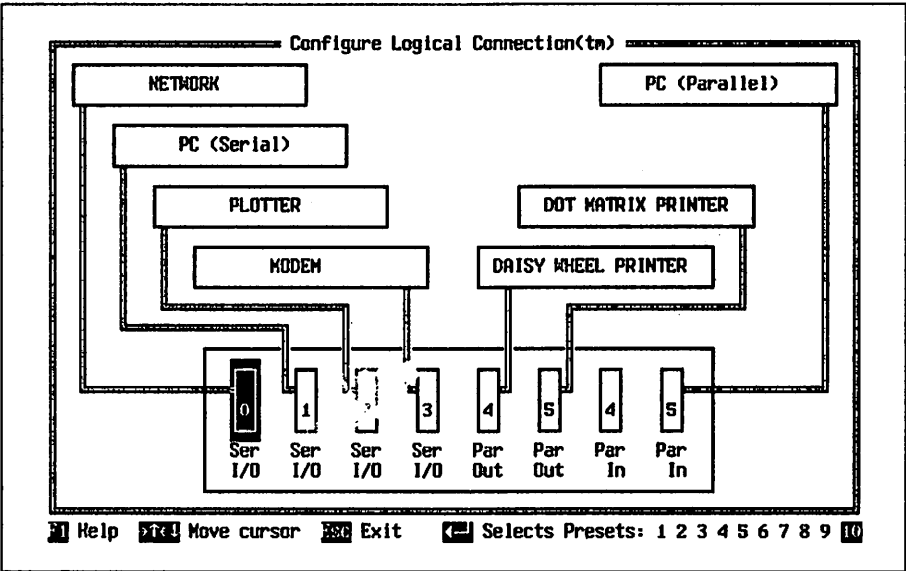 Configure Logical Connection(tm)
NETWORK
PC (Parallel)
PC (Serial)
PLOTTER
DOT MATRIX PRINTER
MODEM
DAISY WHEEL PRINTER
0 1 2 3 4 5 4 5
Ser Ser Ser Ser Par Par Par Par
I/O I/O I/O I/O Out Out In In
F1 Help Move cursor ESC Exit Selects Presets: 1 2 3 4 5 6 7 8 9 10